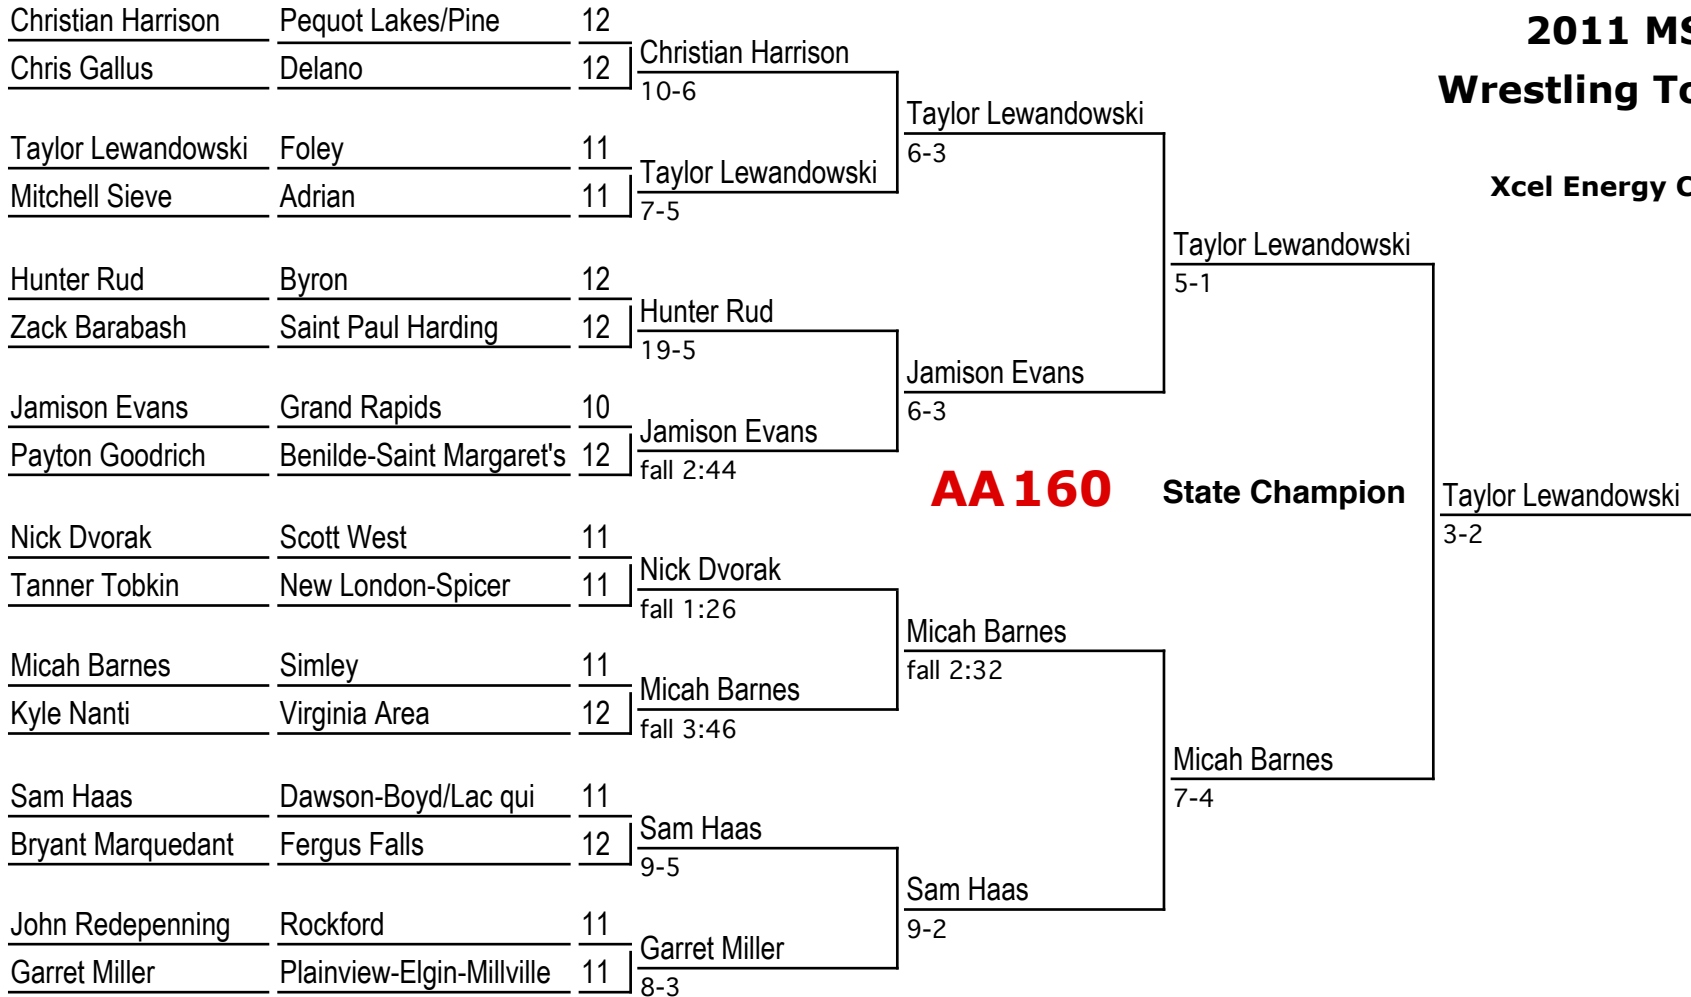 Christian Harrison Pequot Lakes/Pine 12
Chris Gallus Delano 12
Taylor Lewandowski Foley 11
Mitchell Sieve Adrian 11
Hunter Rud Byron 12
Zack Barabash Saint Paul Harding 12
Jamison Evans Grand Rapids 10
Payton Goodrich Benilde-Saint Margaret's 12
Nick Dvorak Scott West 11
Tanner Tobkin New London-Spicer 11
Micah Barnes Simley 11
Kyle Nanti Virginia Area 12
Sam Haas Dawson-Boyd/Lac qui 11
Bryant Marquedant Fergus Falls 12
John Redepenning Rockford 11
Garret Miller Plainview-Elgin-Millville 11
Christian Harrison
10-6
Taylor Lewandowski
7-5
Hunter Rud
19-5
Jamison Evans
fall 2:44
Nick Dvorak
fall 1:26
Micah Barnes
fall 3:46
Sam Haas
9-5
Garret Miller
8-3
Taylor Lewandowski
6-3
Jamison Evans
6-3
Micah Barnes
fall 2:32
Sam Haas
9-2
Taylor Lewandowski
5-1
Micah Barnes
7-4
AA 160 State Champion
Taylor Lewandowski
3-2
2011
Wrestling
Xcel Energy